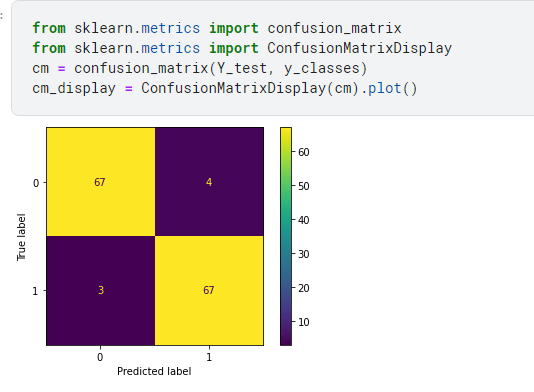 :
from sklearn.metrics import confusion_matrix
from sklearn.metrics import ConfusionMatrixDisplay
cm = confusion_matrix(Y_test, y_classes)
cm_display = ConfusionMatrixDisplay(cm).plot()
60
50
40
30
20
10
True label
0
1
67
4
3
67
0
1
Predicted label